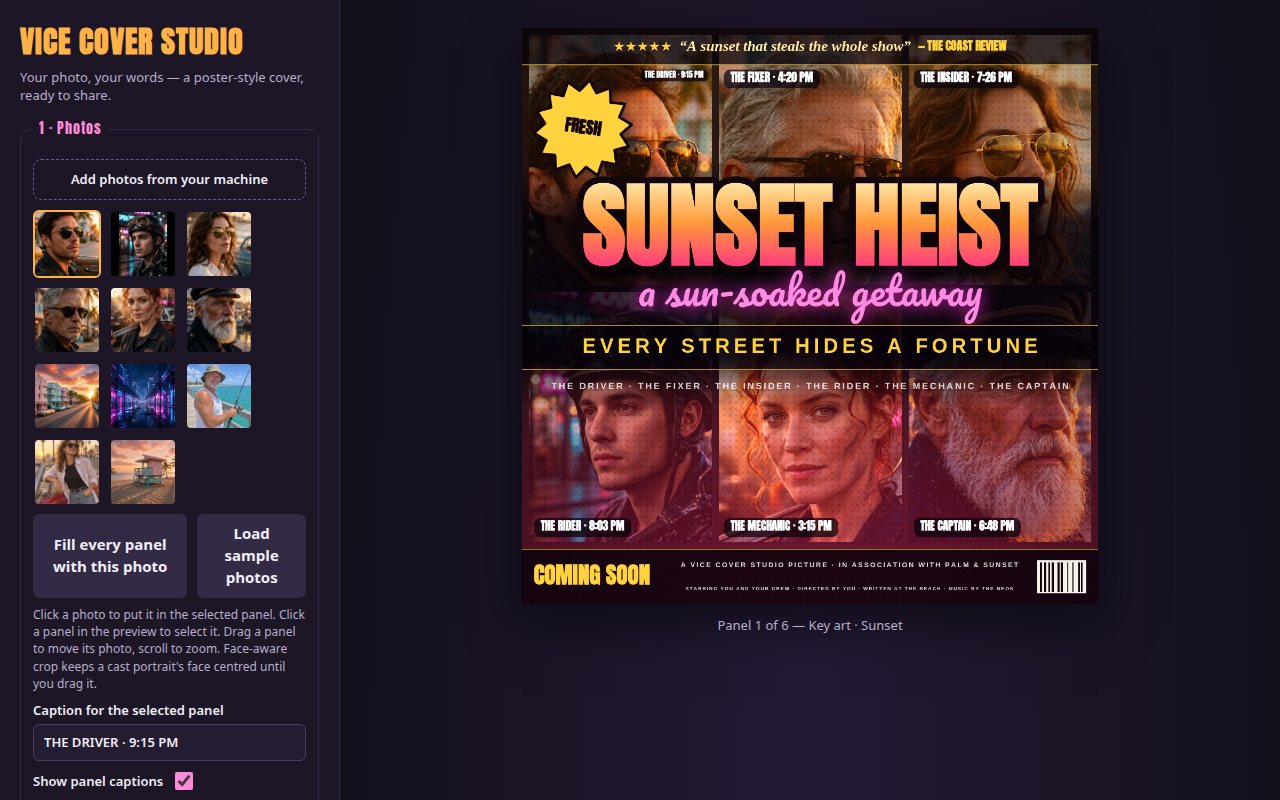 VICE COVER STUDIO
Your photo, your words — a poster-style cover,
ready to share.
1 · Photos
Add photos from your machine
Fill every panel
with this photo
Load
sample
photos
Click a photo to put it in the selected panel. Click
a panel in the preview to select it. Drag a panel
to move its photo, scroll to zoom. Face-aware
crop keeps a cast portrait's face centred until
you drag it.
Caption for the selected panel
THE DRIVER · 9:15 PM
Show panel captions
★★★★★ “A sunset that steals the whole show” – THE COAST REVIEW
THE DRIVER · 9:15 PM
THE FIXER · 4:20 PM
THE INSIDER · 7:26 PM
FRESH
SUNSET HEIST
a sun-soaked getaway
EVERY STREET HIDES A FORTUNE
THE DRIVER · THE FIXER · THE INSIDER · THE RIDER · THE MECHANIC · THE CAPTAIN
THE RIDER · 8:03 PM
THE MECHANIC · 3:15 PM
THE CAPTAIN · 6:48 PM
COMING SOON
A VICE COVER STUDIO PICTURE · IN ASSOCIATION WITH PALM & SUNSET
STARRING YOU AND YOUR CREW · DIRECTED BY YOU · WRITTEN AT THE BEACH · MUSIC BY THE NEON
Panel 1 of 6 — Key art · Sunset